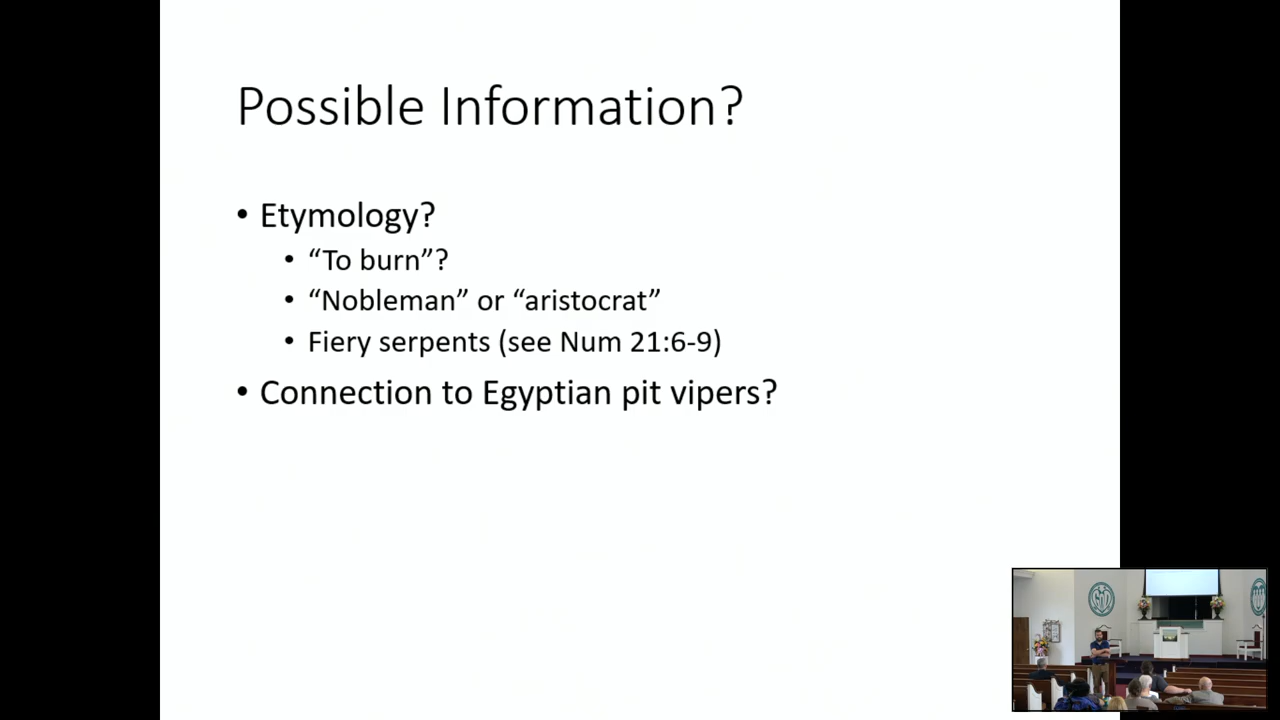 Possible Information?
• Etymology?
• “To burn”?
• “Nobleman” or “aristocrat”
• Fiery serpents (see Num 21:6-9)
• Connection to Egyptian pit vipers?